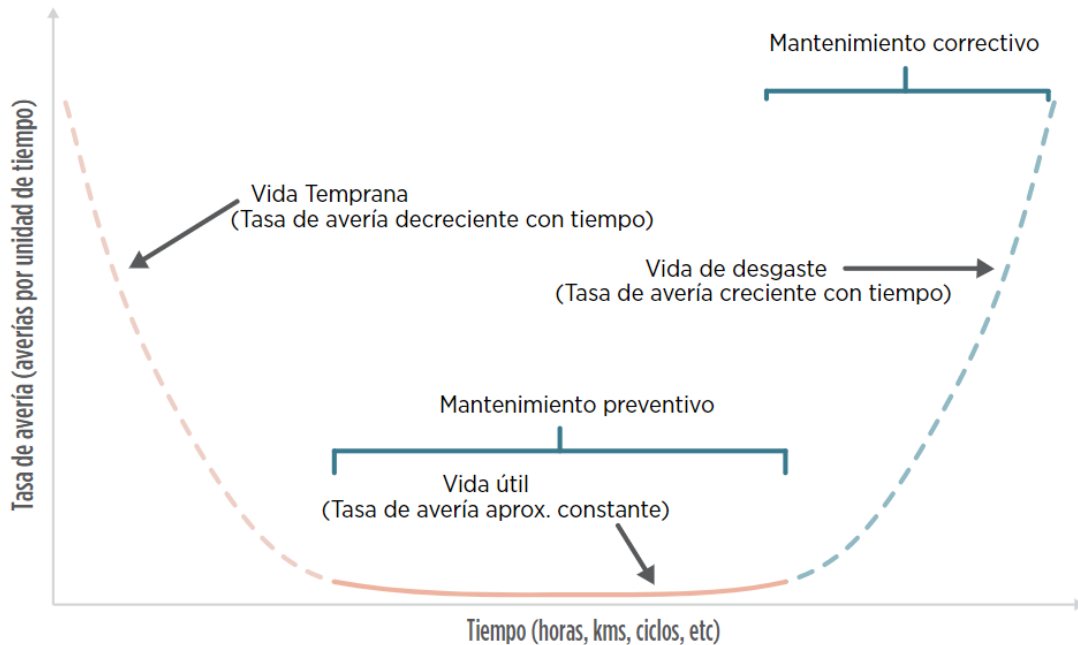 Mantenimiento correctivo
Vida Temprana
(Tasa de avería decreciente con tiempo)
Vida de desgaste
(Tasa de avería creciente con tiempo)
Mantenimiento preventivo
Vida útil
(Tasa de avería aprox. constante)
Tasa de avería (averías por unidad de tiempo)
Tiempo (horas, kms, ciclos, etc)